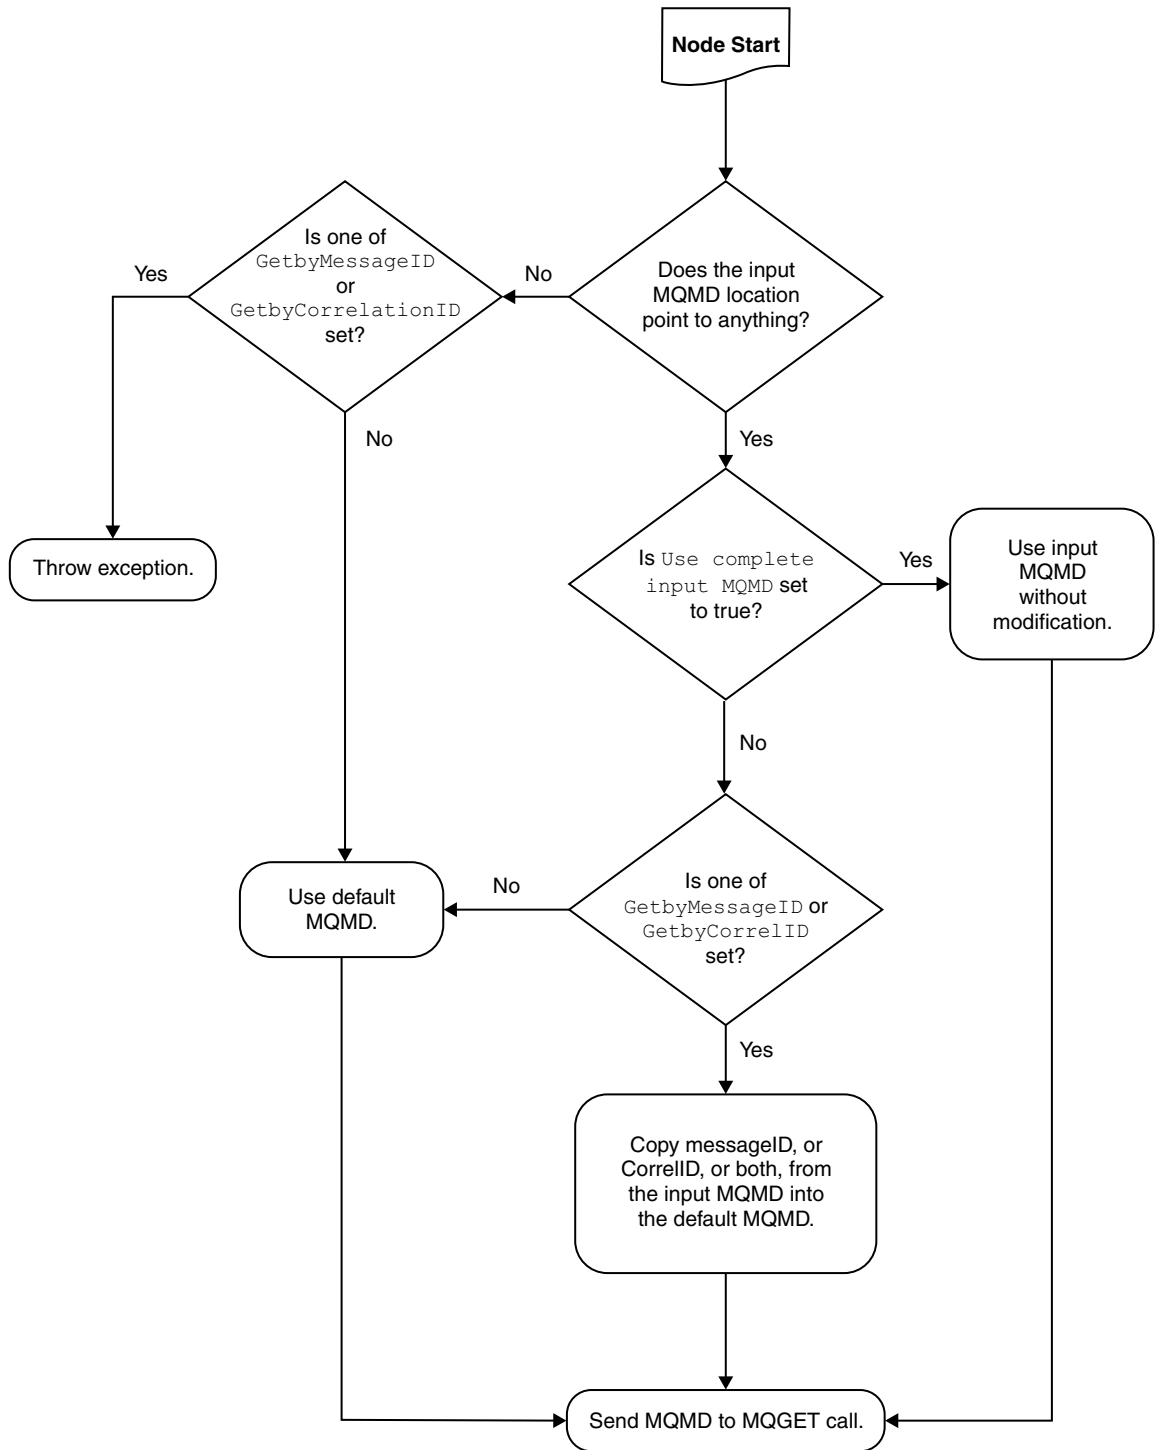 Node Start
Does the input
MQMD location
point to anything?
No
Is one of
GetbyMessageID
or
GetbyCorrelationID
set?
Yes
No
Throw exception.
Yes
Is Use complete
input MQMD set
to true?
Yes
Use input
MQMD
without
modification.
No
Is one of
GetbyMessageID or
GetbyCorrelID
set?
No
Use default
MQMD.
Yes
Copy messageID, or
CorrelID, or both, from
the input MQMD into
the default MQMD.
Send MQMD to MQGET call.